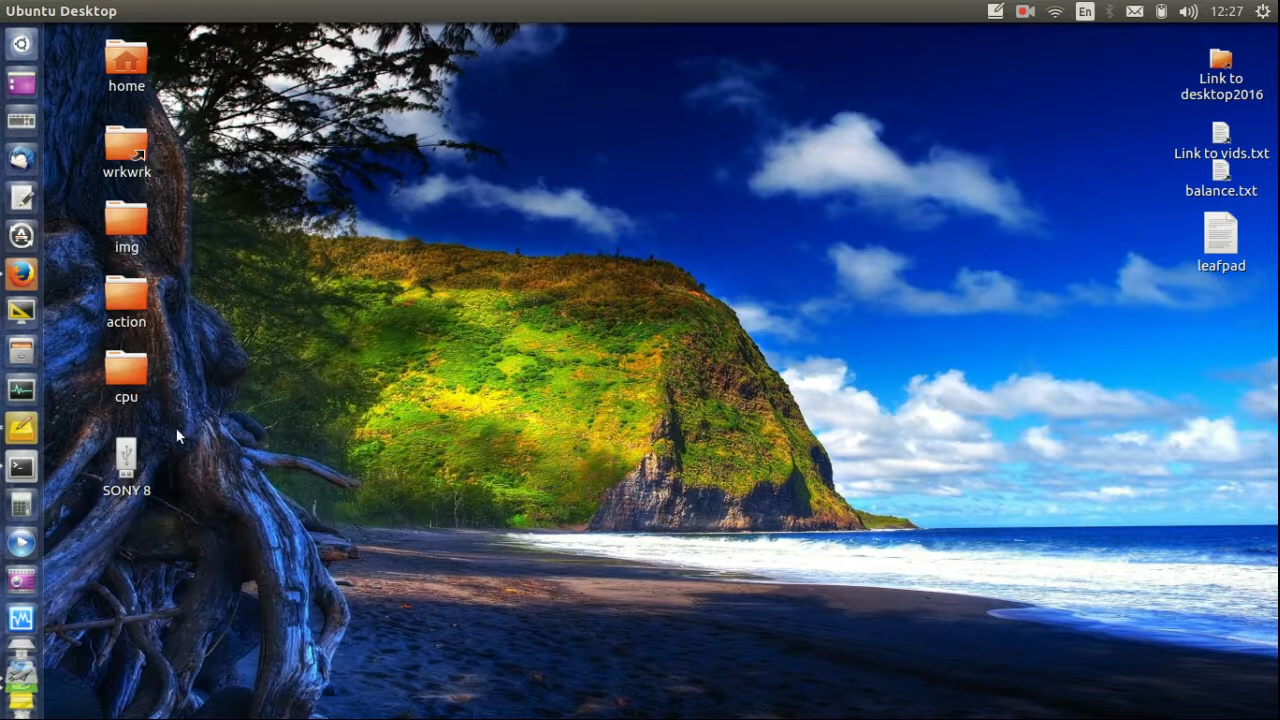 Ubuntu Desktop
En
12:27
home
wrkwrk
img
action
cpu
SONY 8
Link to
desktop2016
Link to vids.txt
balance.txt
leafpad